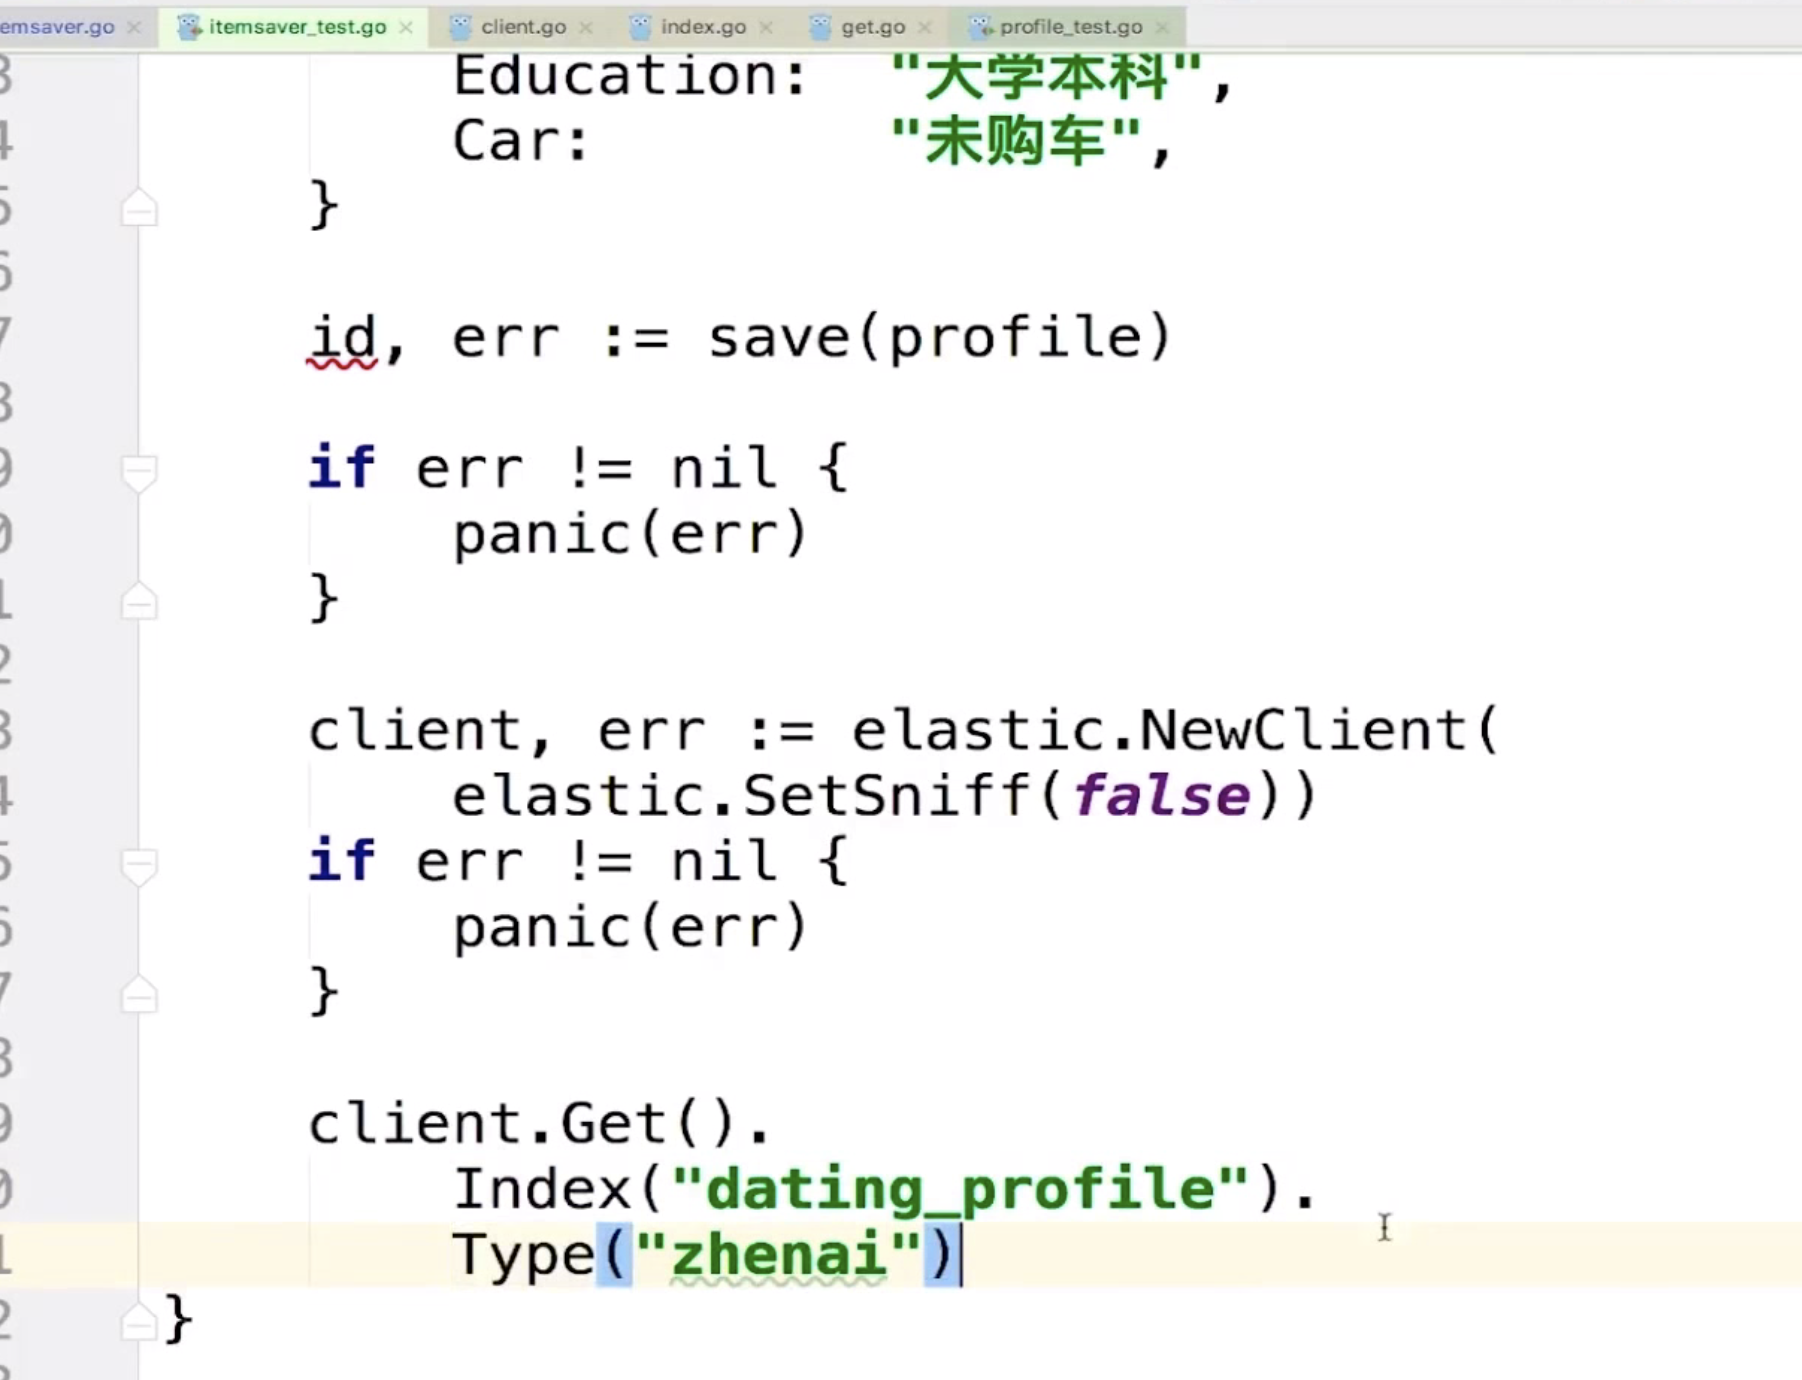 emsaver.go
itemsaver_test.go
client.go
index.go
get.go
profile_test.go
3 Education: "大学本科",
4 Car: "未购车",
5 }
6
7 id, err := save(profile)
8
9 if err != nil {
0 panic(err)
1 }
2
3 client, err := elastic.NewClient(
4 elastic.SetSniff(false))
5 if err != nil {
6 panic(err)
7 }
8
9 client.Get().
0 Index("dating_profile").
1 Type("zhenai")
2 }
3